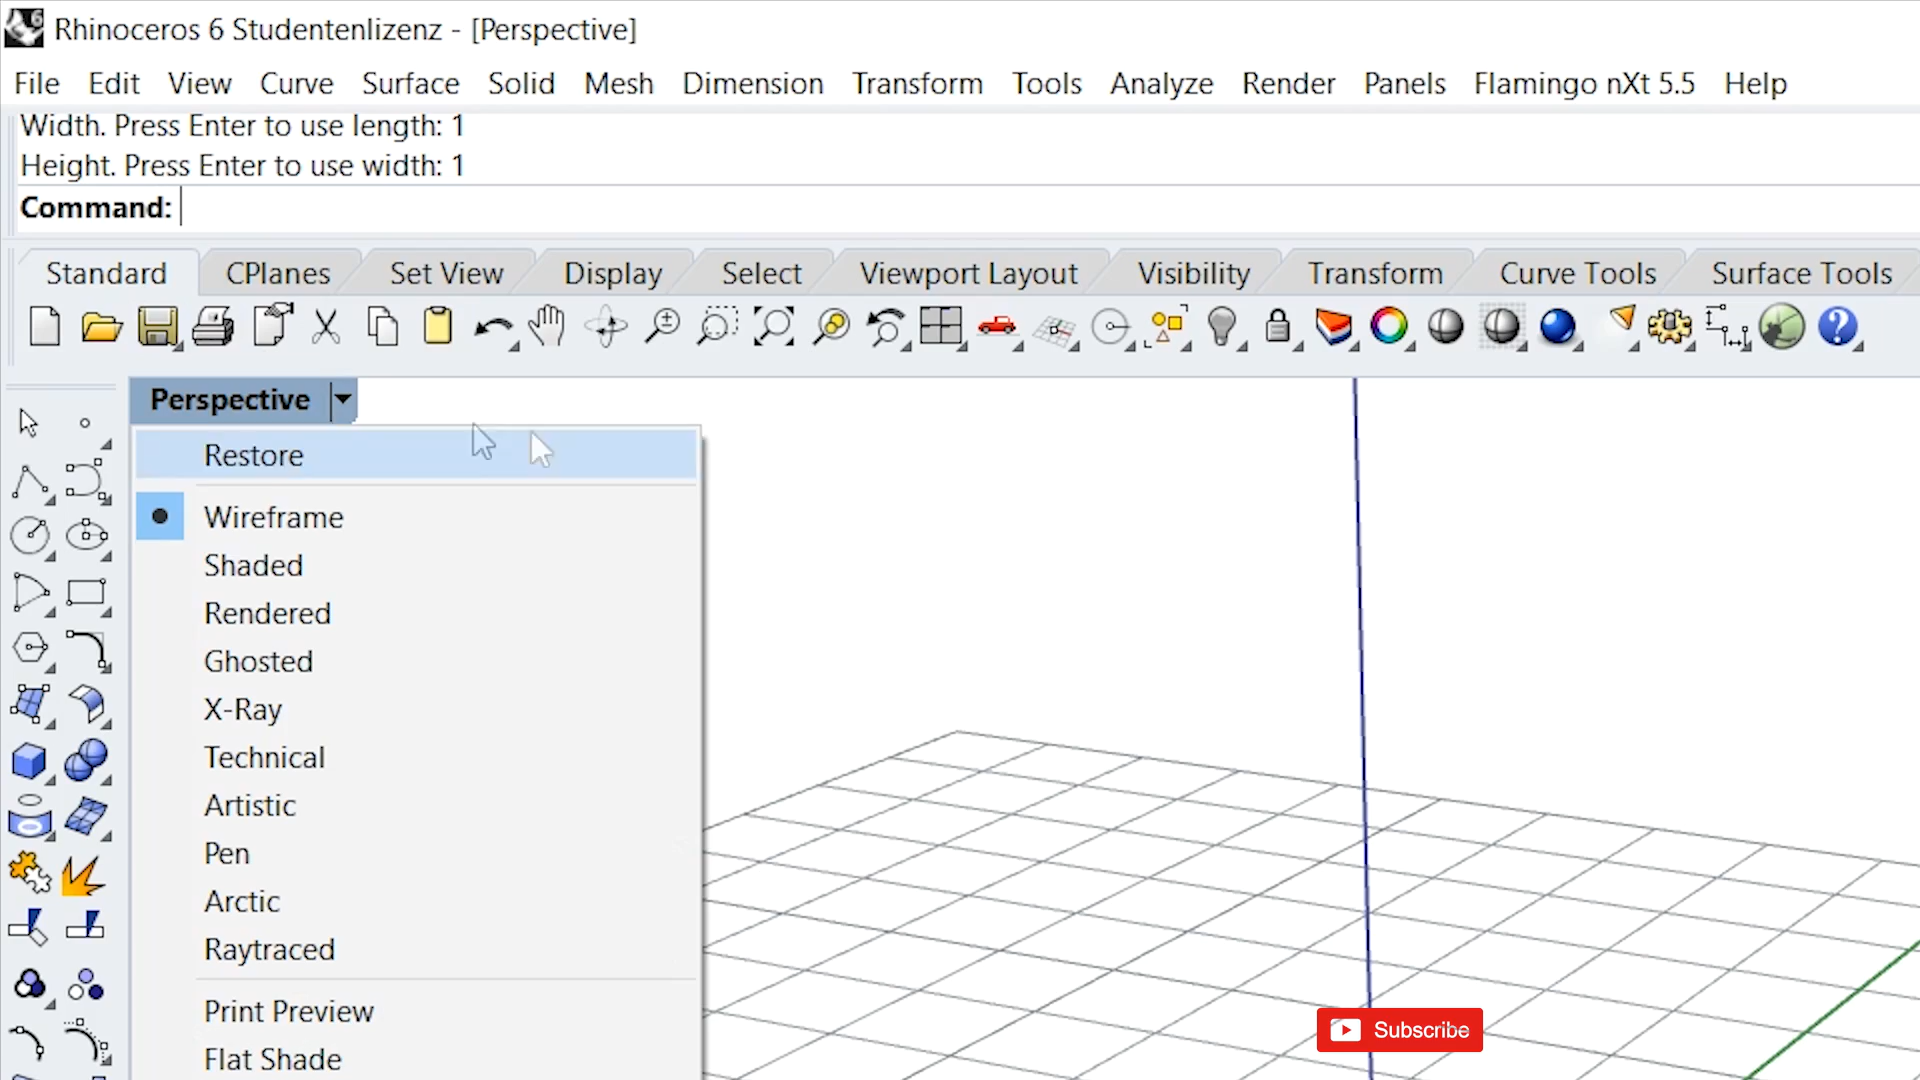 Rhinoceros 6 Studentenlizenz - [Perspective]
File Edit View Curve Surface Solid Mesh Dimension Transform Tools Analyze Render Panels Flamingo nXt 5.5 Help
Width. Press Enter to use length: 1
Height. Press Enter to use width: 1
Command:
Standard CPlanes Set View Display Select Viewport Layout Visibility Transform Curve Tools Surface Tools
Perspective
Restore
Wireframe
Shaded
Rendered
Ghosted
X-Ray
Technical
Artistic
Pen
Arctic
Raytraced
Print Preview
Flat Shade
Subscribe